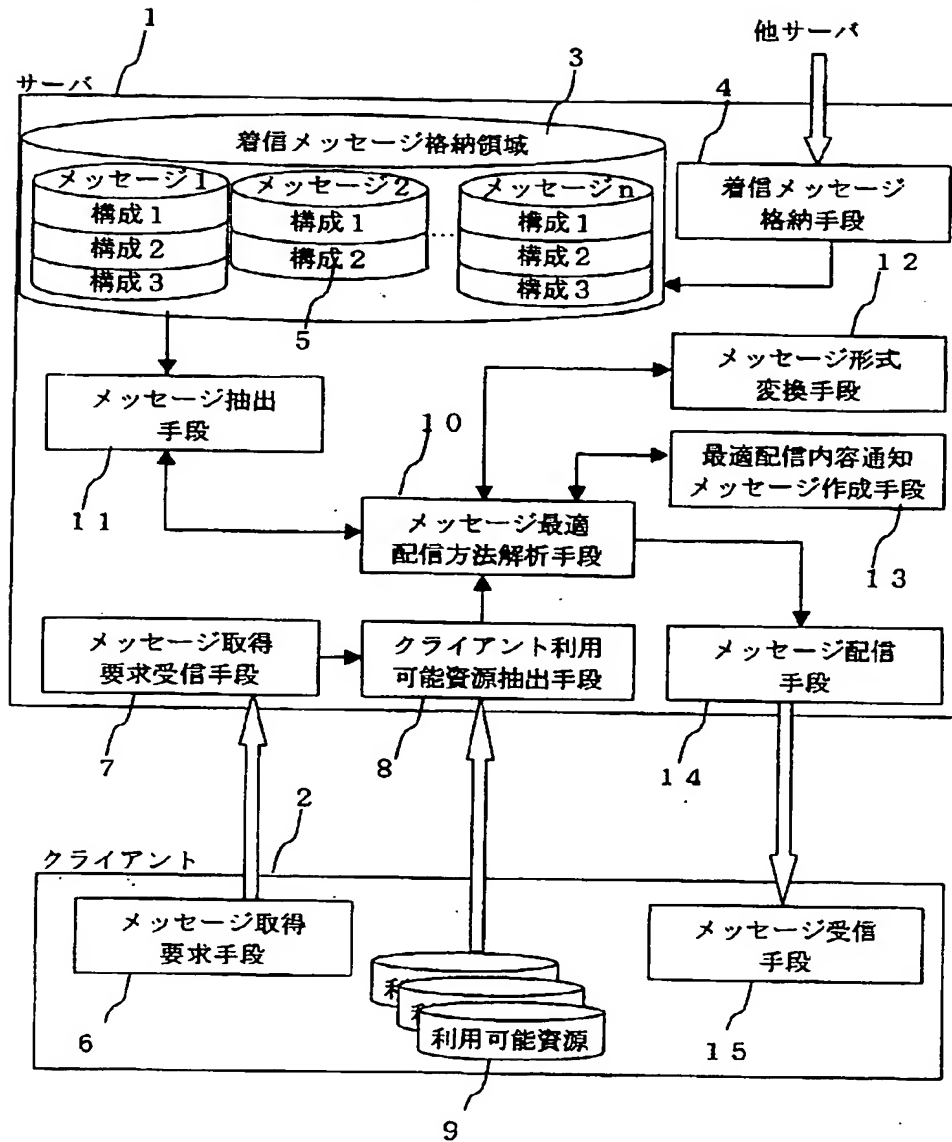 1
他サーバ
サーバ
3
4
着信メッセージ格納領域
メッセージ1
構成1
構成2
構成3
メッセージ2
構成1
構成2
……
メッセージn
構成1
構成2
構成3
5
着信メッセージ
格納手段
12
メッセージ形式
変換手段
メッセージ抽出
手段
11
10
最適配信内容通知
メッセージ作成手段
13
メッセージ最適
配信方法解析手段
メッセージ取得
要求受信手段
7
クライアント利用
可能資源抽出手段
8
メッセージ配信
手段
14
2
クライアント
メッセージ取得
要求手段
6
利
利
利用可能資源
9
メッセージ受信
手段
15